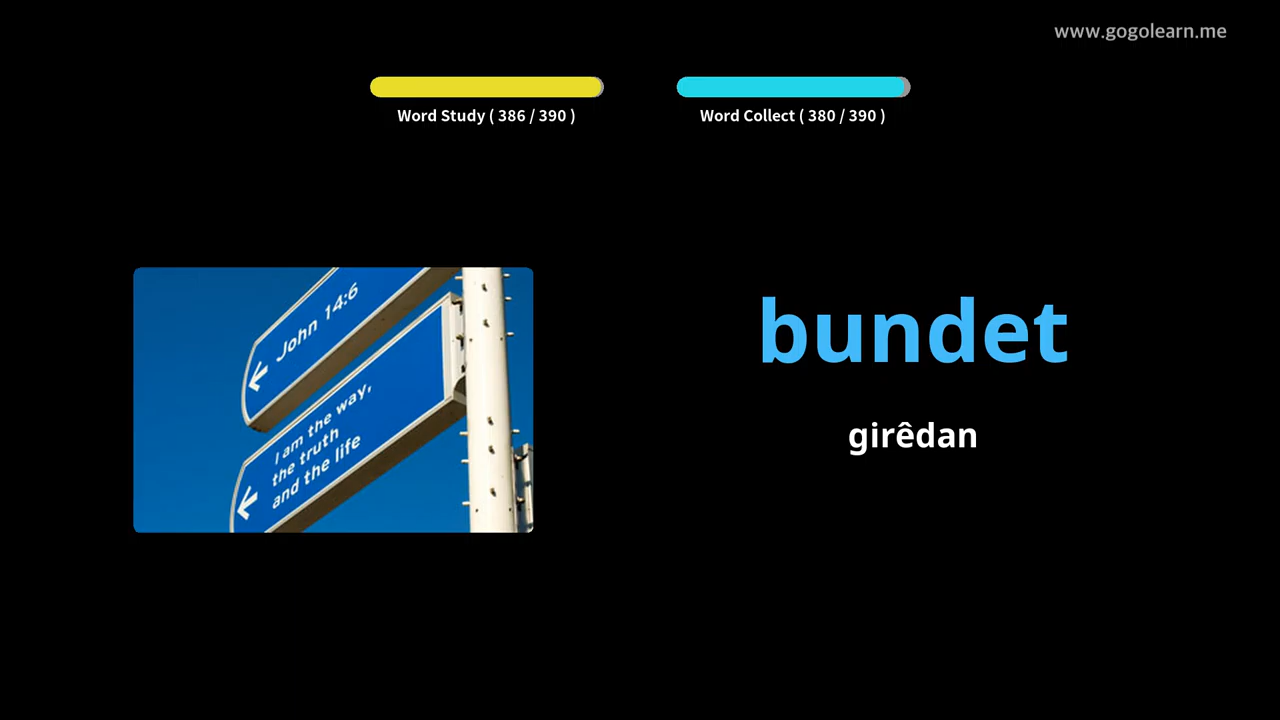 www.gogolearn.me
Word Study ( 386 / 390 )
Word Collect ( 380 / 390 )
John 14:6
I am the way,
the truth
and the life
bundet
girêdan